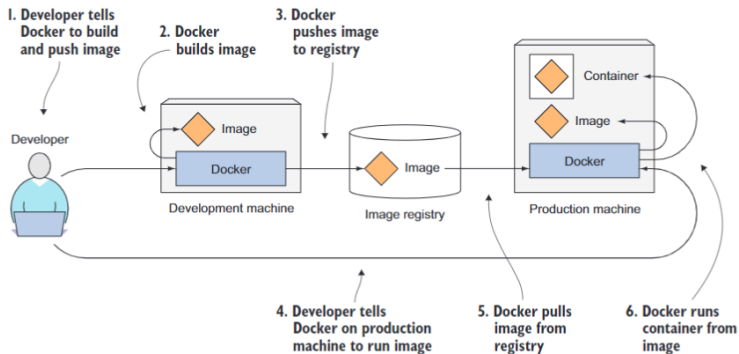 1. Developer tells
Docker to build
and push image
2. Docker
builds image
3. Docker
pushes image
to registry
Container
Image
Docker
Production machine
Developer
Image
Docker
Development machine
Image
Image registry
4. Developer tells
Docker on production
machine to run image
5. Docker pulls
image from
registry
6. Docker runs
container from
image